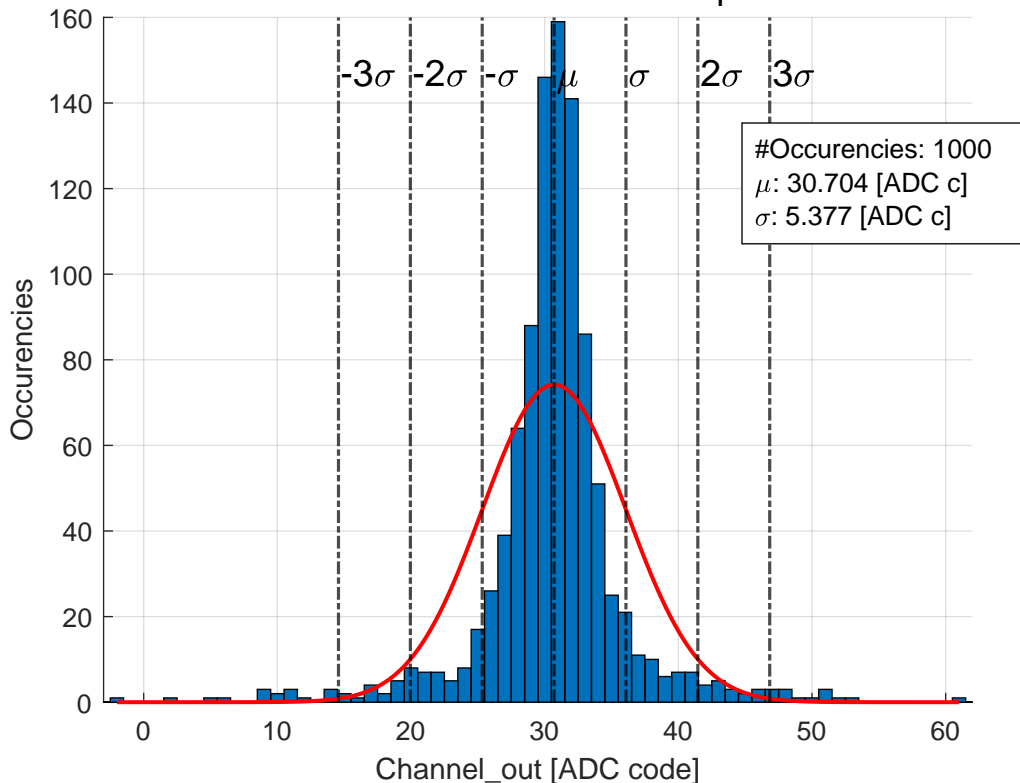 160
140
120
100
80
60
40
20
0
Occurencies
-3σ -2σ -σ μ σ 2σ 3σ
#Occurencies: 1000
μ: 30.704 [ADC c]
σ: 5.377 [ADC c]
0 10 20 30 40 50 60
Channel_out [ADC code]